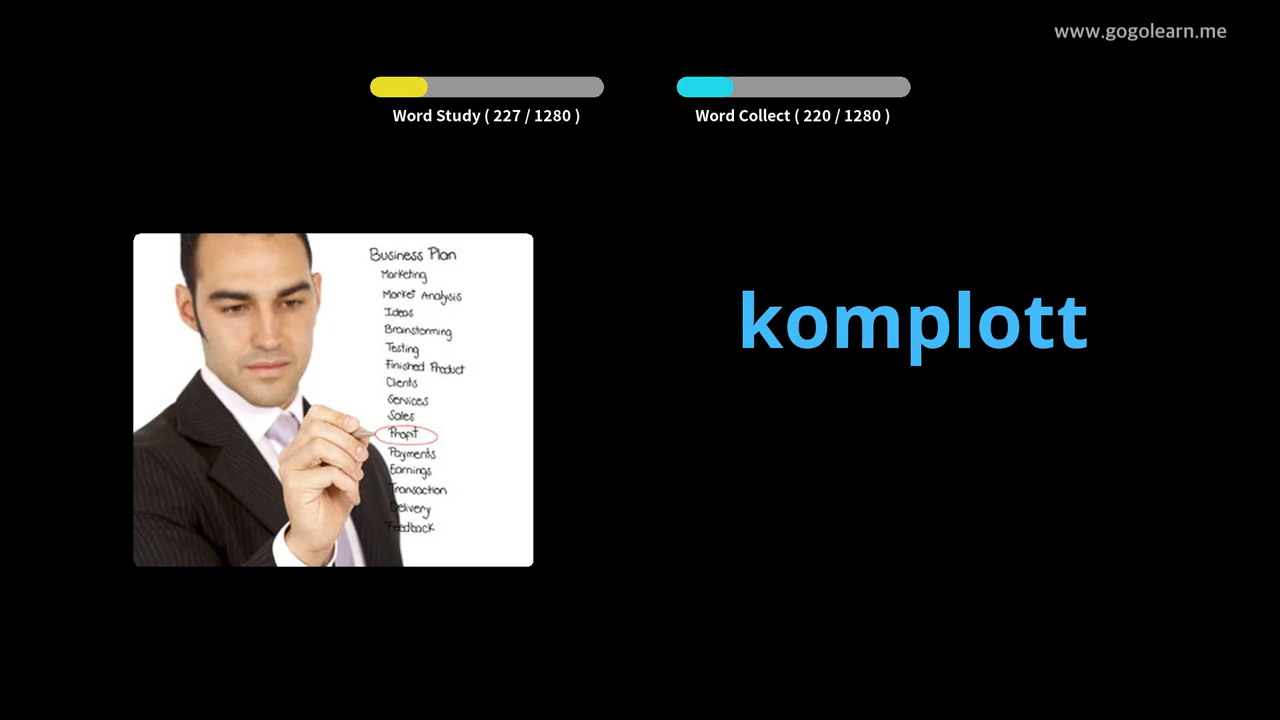 www.gogolearn.me
Word Study ( 227 / 1280 )
Word Collect ( 220 / 1280 )
Business Plan
Marketing
Market Analysis
Ideas
Brainstorming
Testing
Finished Product
Clients
Services
Sales
Profit
Payments
Earnings
Transaction
Delivery
Feedback
komplott